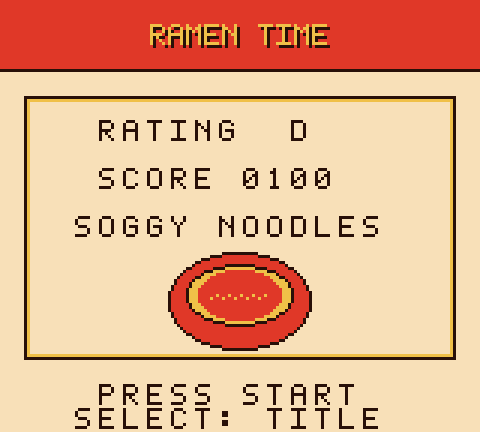 RAMEN TIME
RATING D
SCORE 0100
SOGGY NOODLES
PRESS START
SELECT: TITLE